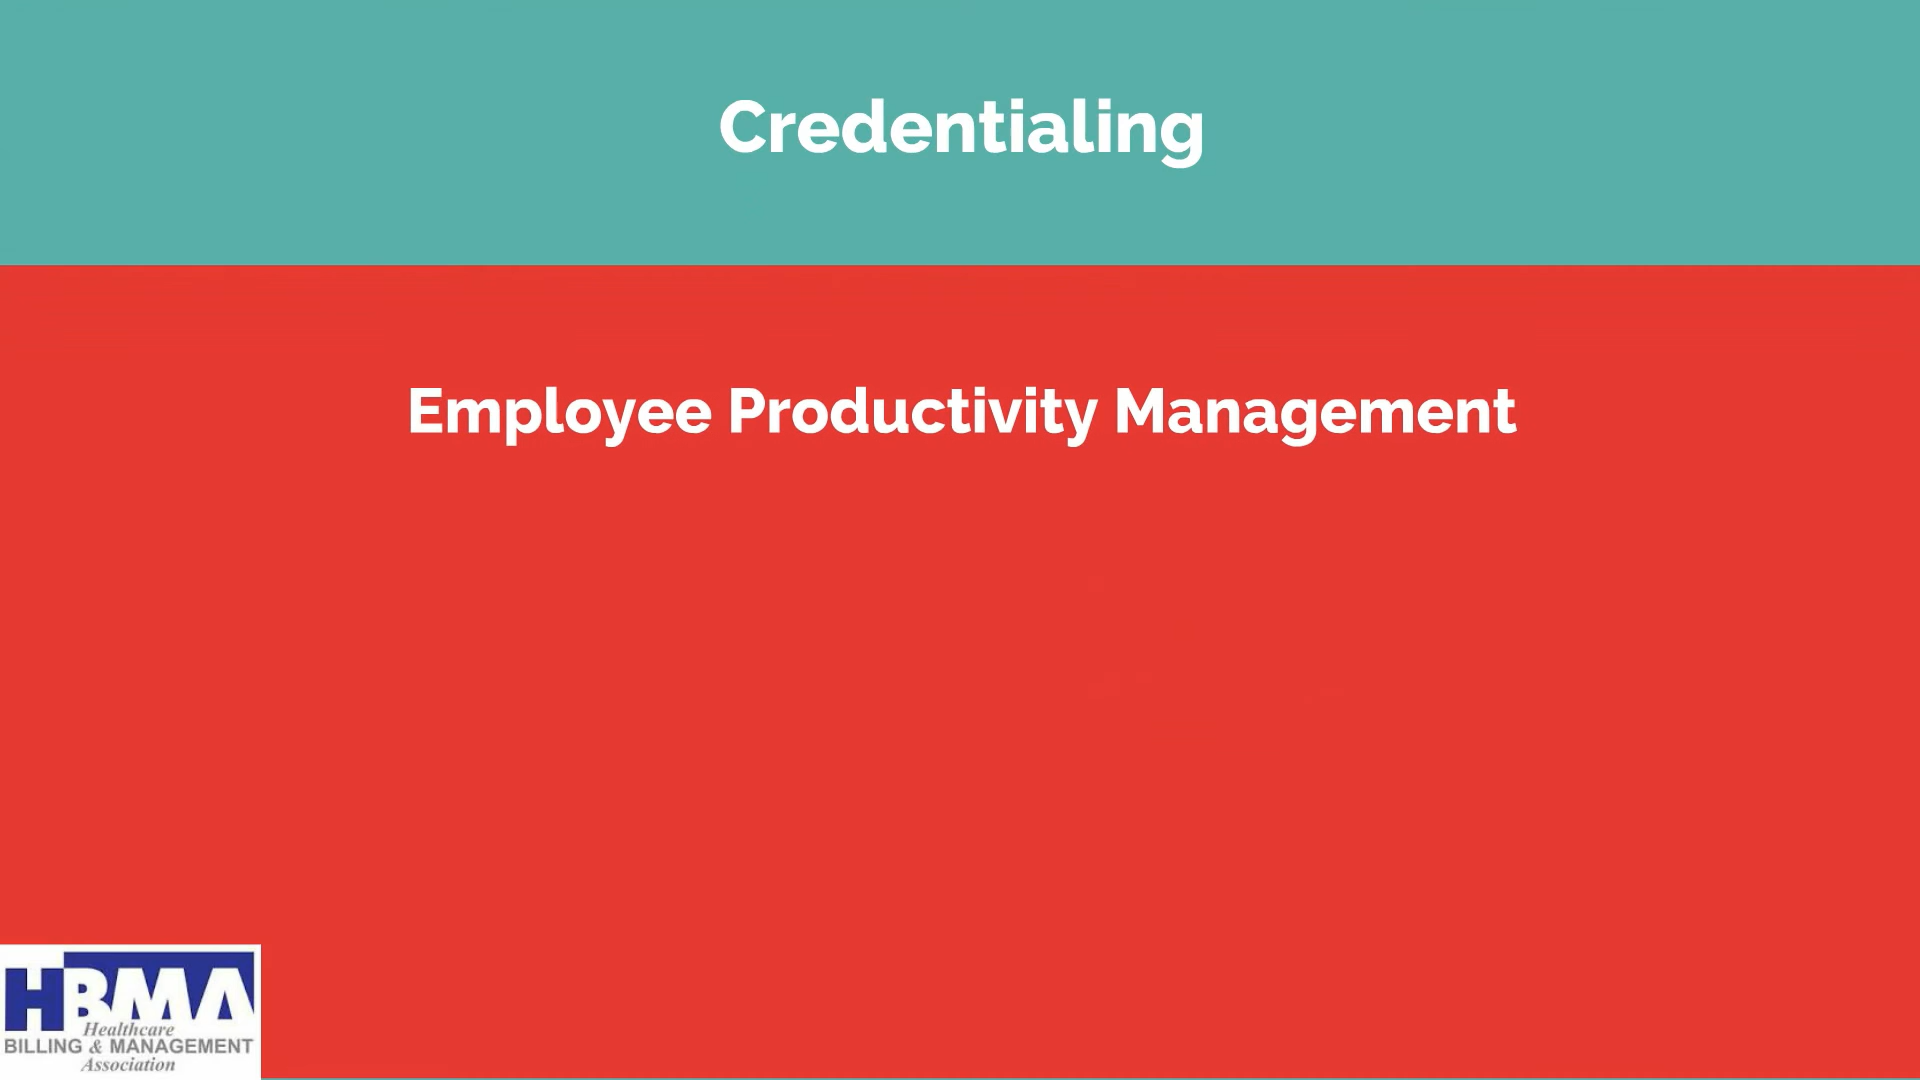 Credentialing
Employee Productivity Management
HBMA
Healthcare
BILLING & MANAGEMENT
Association